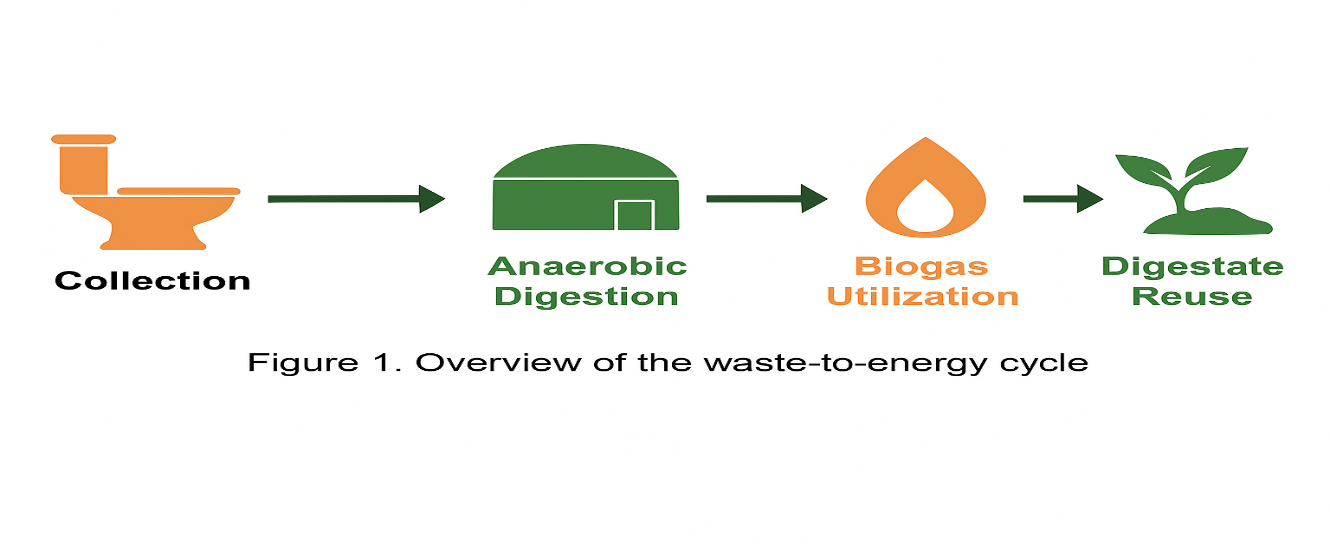 Collection
Anaerobic
Digestion
Biogas
Utilization
Digestate
Reuse
Figure 1. Overview of the waste-to-energy cycle